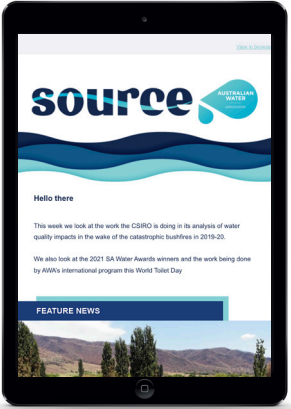 source
AUSTRALIAN
WATER
ASSOCIATION
Hello there
This week we look at the work the CSIRO is doing in its analysis of water
quality impacts in the wake of the catastrophic bushfires in 2019-20.
We also look at the 2021 SA Water Awards winners and the work being done
by AWA's international program this World Toilet Day
FEATURE NEWS